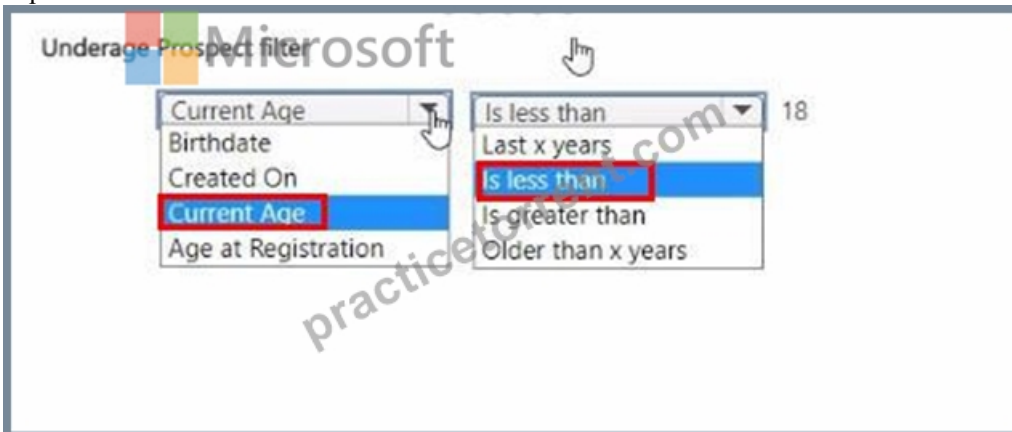 Microsoft
Underage Prospect filter
Current Age Is less than 18
Birthdate Last x years
Created On Is less than
Current Age Is greater than
Age at Registration Older than x years
practicetorrent.com